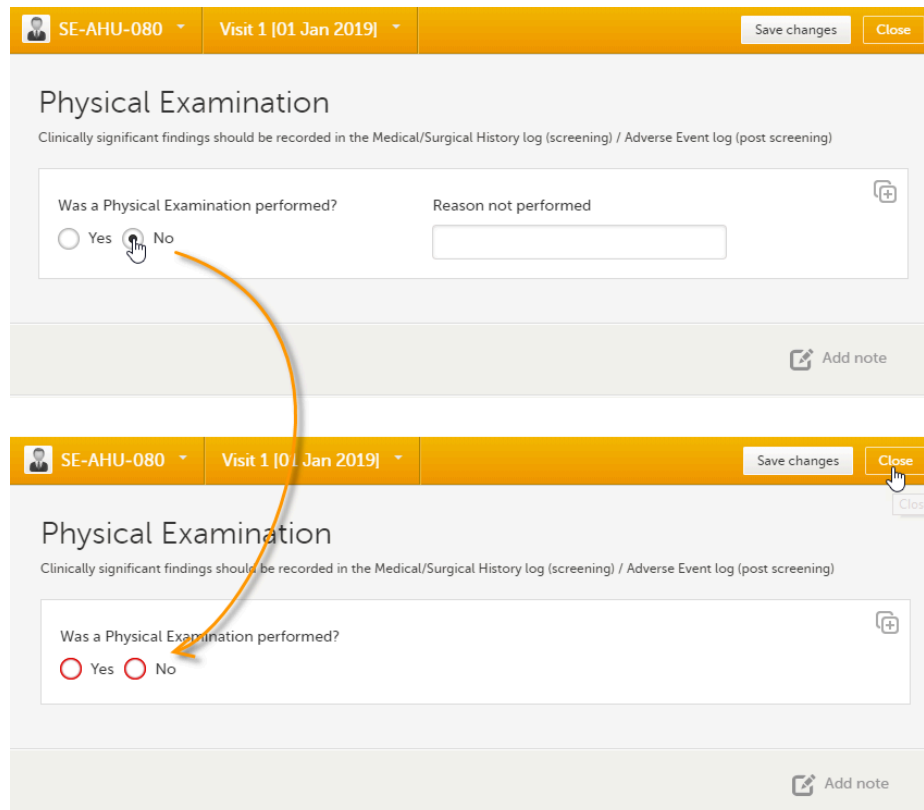 SE-AHU-080 Visit 1 [01 Jan 2019] Save changes Close
Physical Examination
Clinically significant findings should be recorded in the Medical/Surgical History log (screening) / Adverse Event log (post screening)
Was a Physical Examination performed? Reason not performed
Yes No
Add note
SE-AHU-080 Visit 1 [01 Jan 2019] Save changes Close
Clos
Physical Examination
Clinically significant findings should be recorded in the Medical/Surgical History log (screening) / Adverse Event log (post screening)
Was a Physical Examination performed?
Yes No
Add note